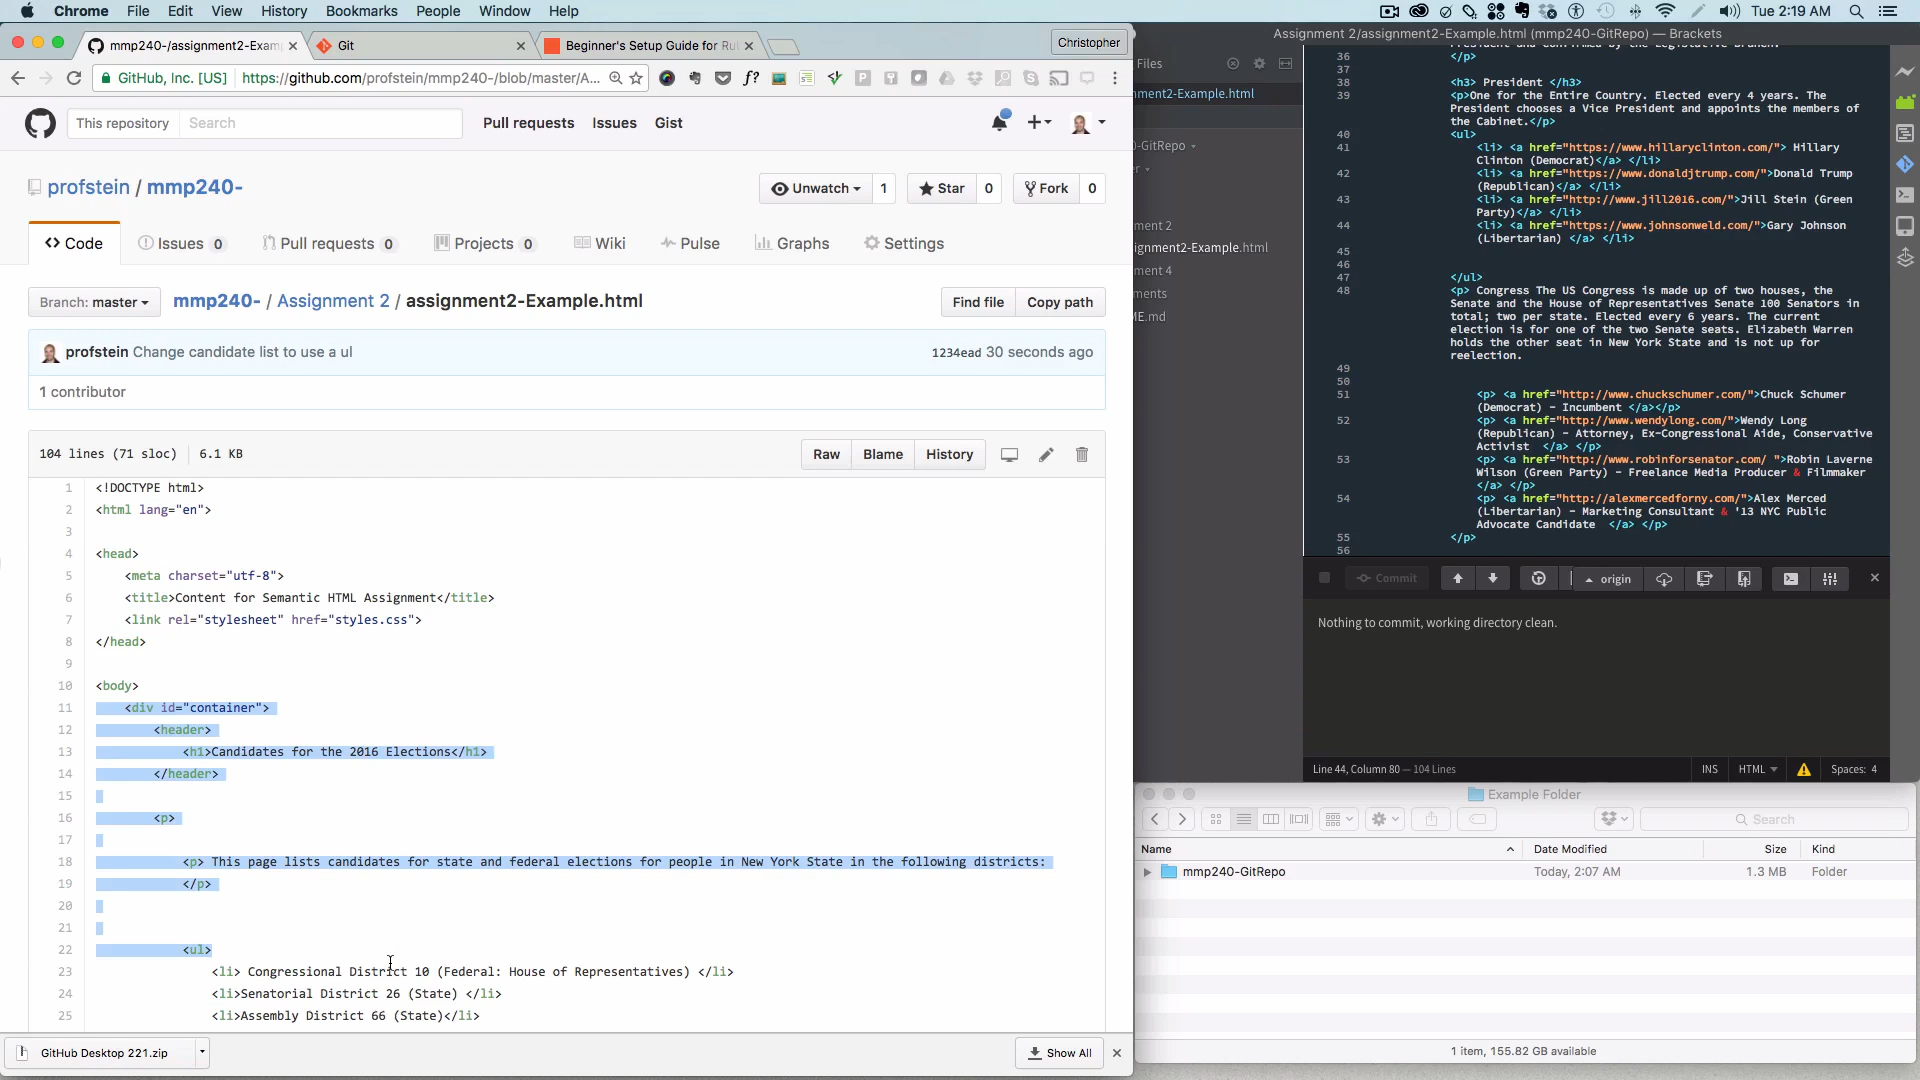 Chrome File Edit View History Bookmarks People Window Help
Tue 2:19 AM
mmp240-/assignment2-Exam
Git
Beginner's Setup Guide for Ru
Christopher
GitHub, Inc. [US] https://github.com/profstein/mmp240-/blob/master/A...
This repository Search
Pull requests Issues Gist
profstein / mmp240-
Unwatch 1
Star 0
Fork 0
Code
Issues 0
Pull requests 0
Projects 0
Wiki
Pulse
Graphs
Settings
Branch: master
mmp240- / Assignment 2 / assignment2-Example.html
Find file
Copy path
profstein Change candidate list to use a ul
1234ead 30 seconds ago
1 contributor
104 lines (71 sloc) 6.1 KB
Raw Blame History
1 <!DOCTYPE html>
2 <html lang="en">
3
4 <head>
5 <meta charset="utf-8">
6 <title>Content for Semantic HTML Assignment</title>
7 <link rel="stylesheet" href="styles.css">
8 </head>
9
10 <body>
11 <div id="container">
12 <header>
13 <h1>Candidates for the 2016 Elections</h1>
14 </header>
15
16 <p>
17
18 <p> This page lists candidates for state and federal elections for people in New York State in the following districts:
19 </p>
20
21
22 <ul>
23 <li> Congressional District 10 (Federal: House of Representatives) </li>
24 <li>Senatorial District 26 (State) </li>
25 <li>Assembly District 66 (State)</li>
GitHub Desktop 221.zip
Show All
Assignment 2/assignment2-Example.html (mmp240-GitRepo) — Brackets
Files
nment2-Example.html
0-GitRepo
ment 2
ignment2-Example.html
ment 4
ments
ME.md
36 </p>
37
38 <h3> President </h3>
39 <p>One for the Entire Country. Elected every 4 years. The
President chooses a Vice President and appoints the members of
the Cabinet.</p>
40 <ul>
41 <li> <a href="https://www.hillaryclinton.com/"> Hillary
Clinton (Democrat)</a> </li>
42 <li> <a href="https://www.donaldjtrump.com/">Donald Trump
(Republican)</a> </li>
43 <li> <a href="http://www.jill2016.com/">Jill Stein (Green
Party)</a> </li>
44 <li> <a href="https://www.johnsonweld.com/">Gary Johnson
(Libertarian) </a> </li>
45
46
47 </ul>
48 <p> Congress The US Congress is made up of two houses, the
Senate and the House of Representatives Senate 100 Senators in
total; two per state. Elected every 6 years. The current
election is for one of the two Senate seats. Elizabeth Warren
holds the other seat in New York State and is not up for
reelection.
49
50
51 <p> <a href="http://www.chuckschumer.com/">Chuck Schumer
(Democrat) - Incumbent </a></p>
52 <p> <a href="http://www.wendylong.com/">Wendy Long
(Republican) - Attorney, Ex-Congressional Aide, Conservative
Activist </a> </p>
53 <p> <a href="http://www.robinforsenator.com/ ">Robin Laverne
Wilson (Green Party) - Freelance Media Producer & Filmmaker
</a> </p>
54 <p> <a href="http://alexmercedforny.com/">Alex Merced
(Libertarian) - Marketing Consultant & '13 NYC Public
Advocate Candidate </a> </p>
55 </p>
56
Commit
origin
Nothing to commit, working directory clean.
Line 44, Column 80 — 104 Lines
INS HTML Spaces: 4
Example Folder
Search
Name Date Modified Size Kind
mmp240-GitRepo Today, 2:07 AM 1.3 MB Folder
1 item, 155.82 GB available